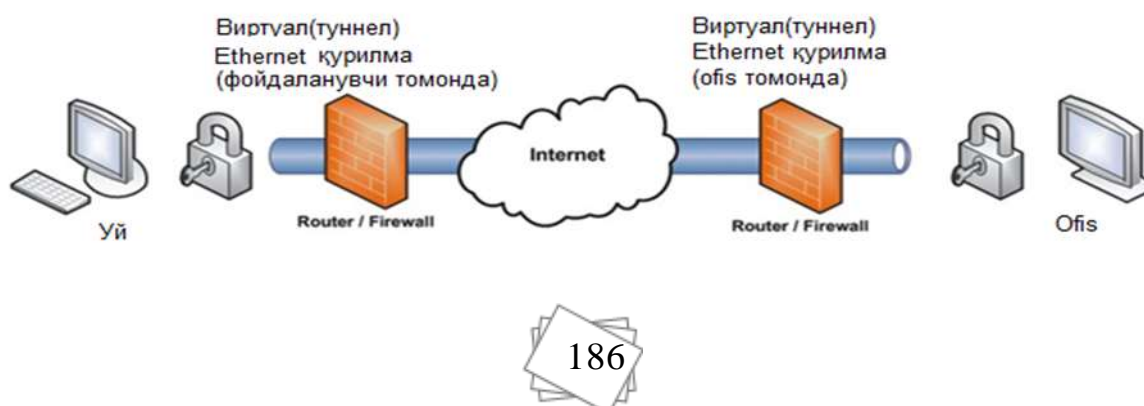 Виртуал(туннел)
Ethernet қурилма
(фойдаланувчи томонда)
Виртуал(туннел)
Ethernet қурилма
(ofis томонда)
Internet
Router / Firewall
Router / Firewall
Уй
Ofis
186